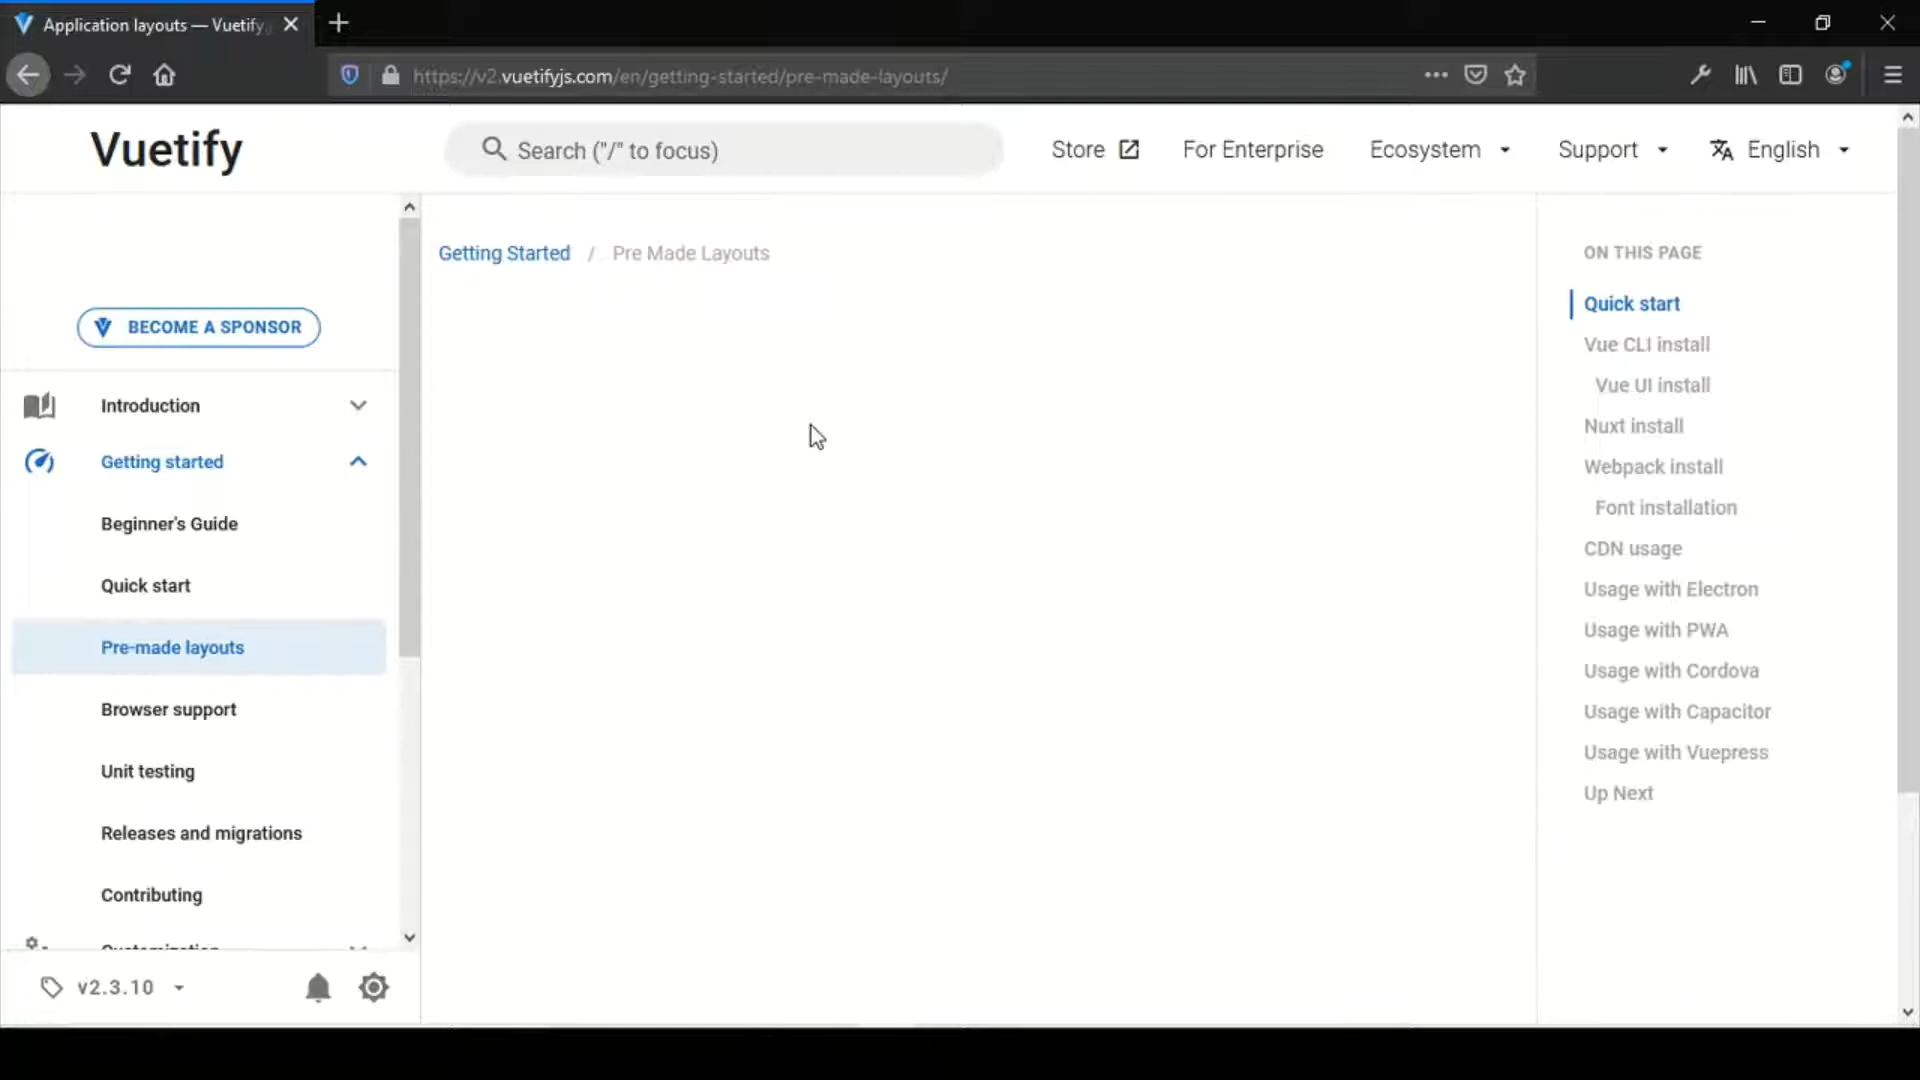 Application layouts — Vuetify
https://v2.vuetifyjs.com/en/getting-started/pre-made-layouts/
Vuetify
Search ("/" to focus)
Store
For Enterprise
Ecosystem
Support
English
BECOME A SPONSOR
Introduction
Getting started
Beginner's Guide
Quick start
Pre-made layouts
Browser support
Unit testing
Releases and migrations
Contributing
Customization
v2.3.10
Getting Started / Pre Made Layouts
ON THIS PAGE
Quick start
Vue CLI install
Vue UI install
Nuxt install
Webpack install
Font installation
CDN usage
Usage with Electron
Usage with PWA
Usage with Cordova
Usage with Capacitor
Usage with Vuepress
Up Next